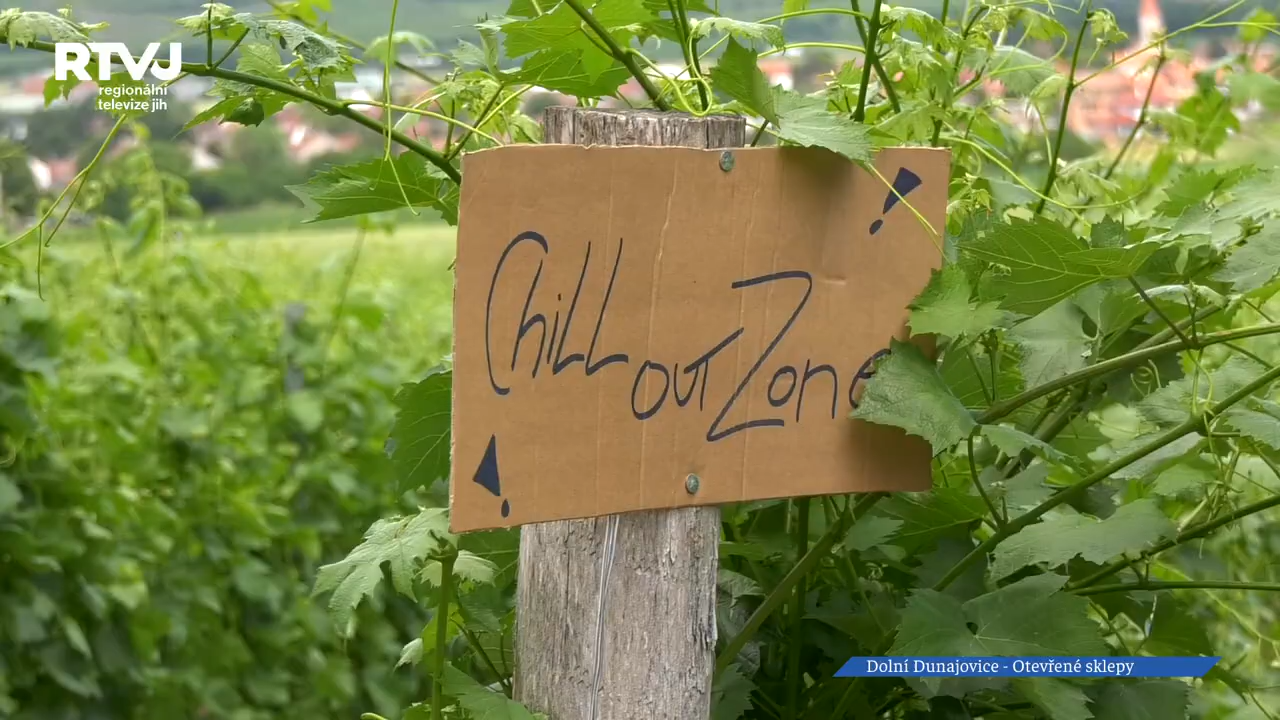 RTVJ
regionální
televize jih
!
Chill out Zone
!
Dolní Dunajovice - Otevřené sklepy